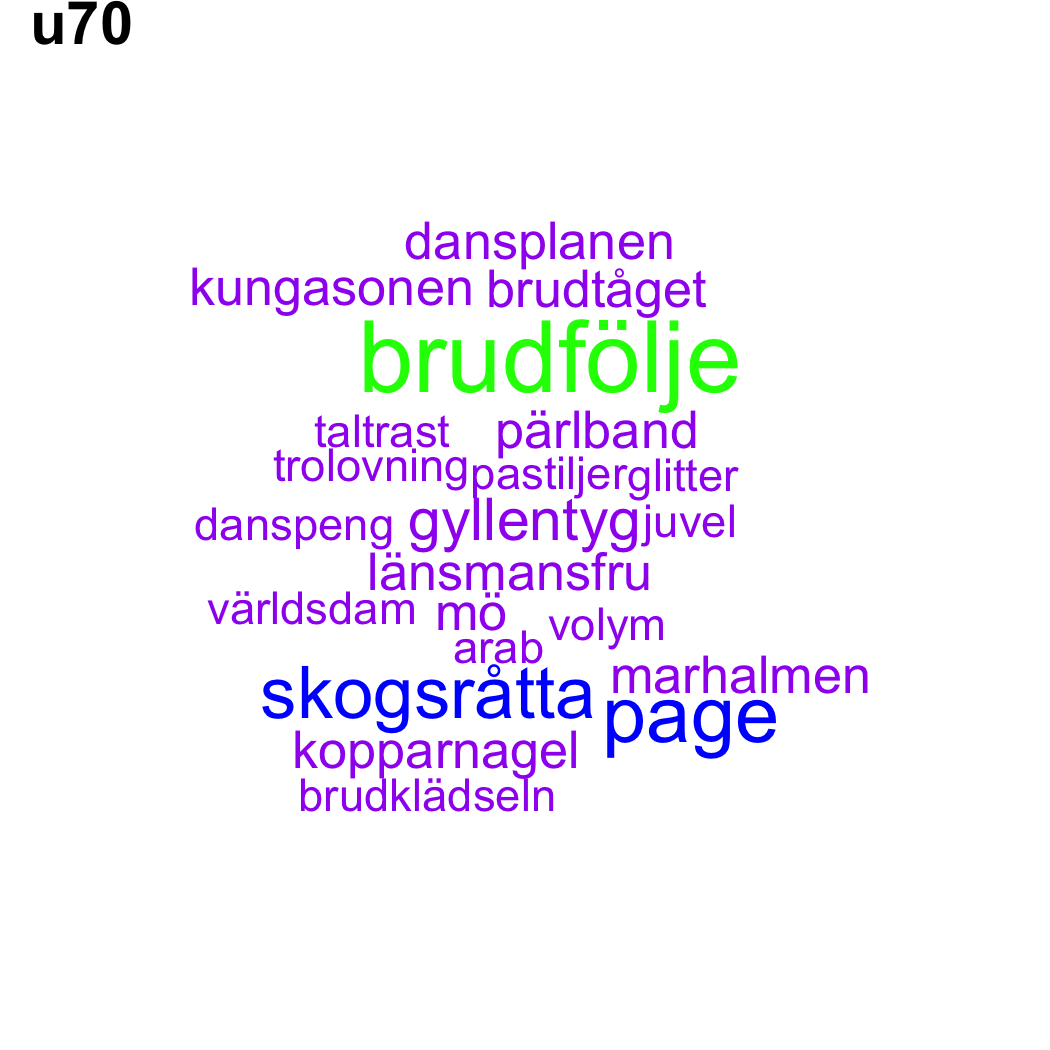 u70
dansplanen
kungasonen brudtåget
brudfölje
taltrast pärlband
trolovning pastiljer glitter
danspeng gyllentyg juvel
länsmansfru
världsdam mö volym
arab
skogsråtta marhalmen
page
kopparnagel
brudklädseln